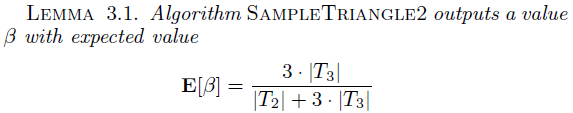 LEMMA 3.1. Algorithm SAMPLETRIANGLE2 outputs a value
β with expected value
E[β] = 3 · |T₃| / |T₂| + 3 · |T₃|